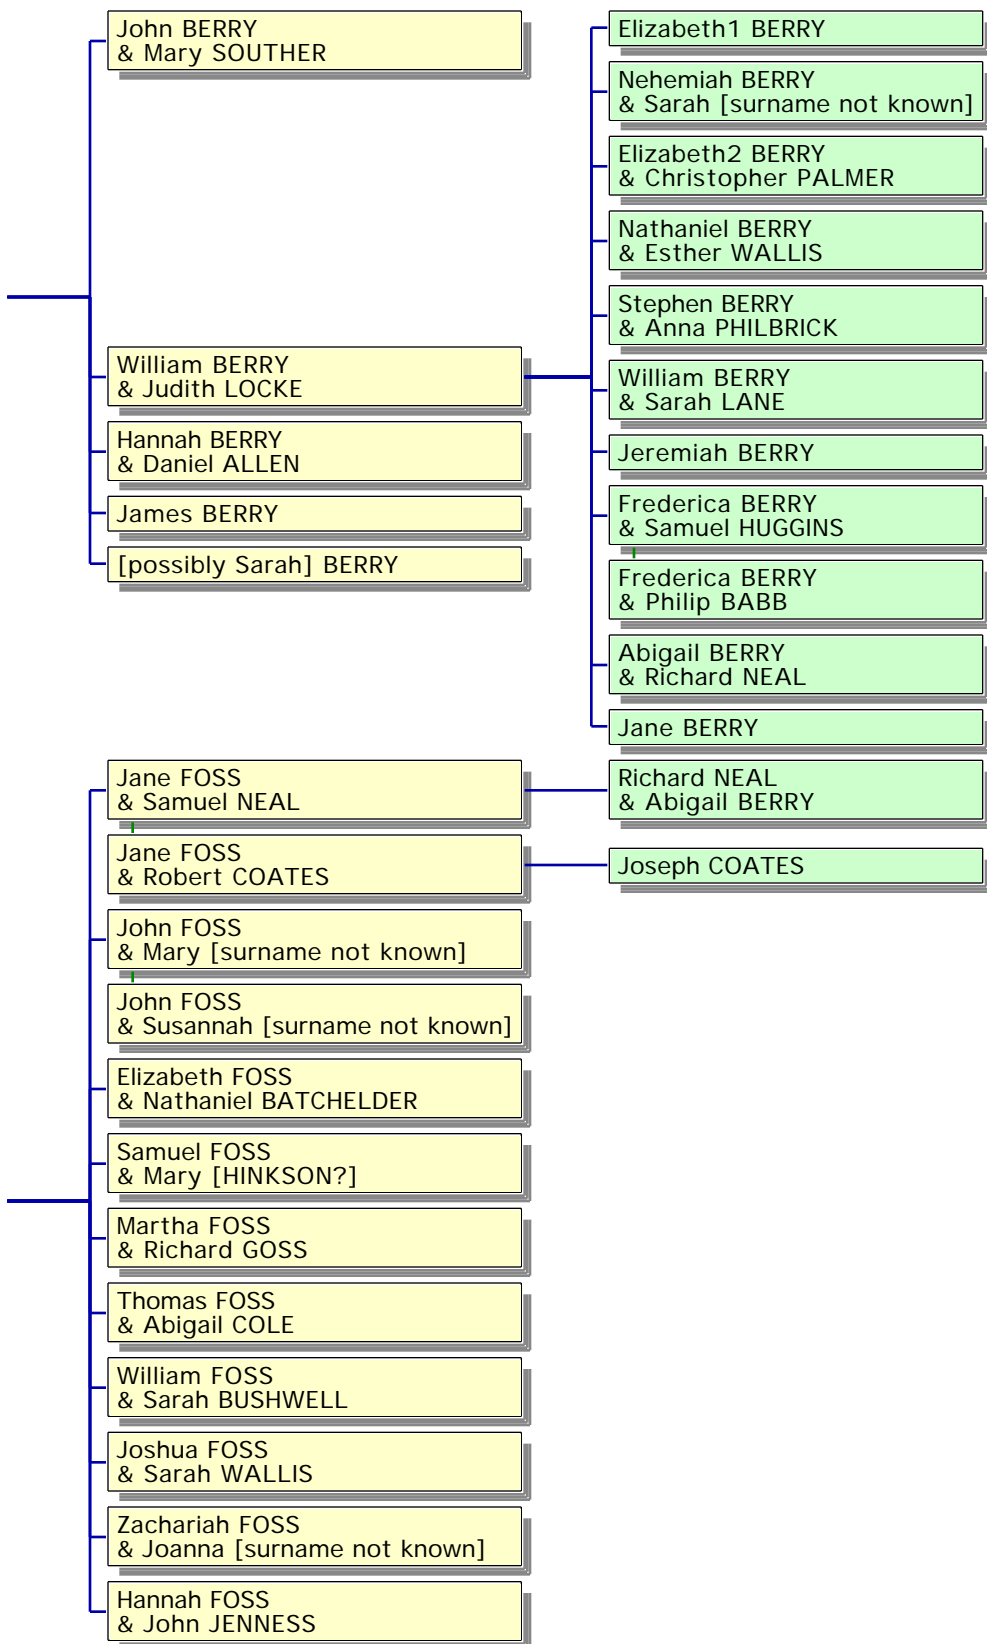 John BERRY
& Mary SOUTHER
William BERRY
& Judith LOCKE
Hannah BERRY
& Daniel ALLEN
James BERRY
[possibly Sarah] BERRY
Elizabeth1 BERRY
Nehemiah BERRY
& Sarah [surname not known]
Elizabeth2 BERRY
& Christopher PALMER
Nathaniel BERRY
& Esther WALLIS
Stephen BERRY
& Anna PHILBRICK
William BERRY
& Sarah LANE
Jeremiah BERRY
Frederica BERRY
& Samuel HUGGINS
Frederica BERRY
& Philip BABB
Abigail BERRY
& Richard NEAL
Jane BERRY
Jane FOSS
& Samuel NEAL
Richard NEAL
& Abigail BERRY
Jane FOSS
& Robert COATES
Joseph COATES
John FOSS
& Mary [surname not known]
John FOSS
& Susannah [surname not known]
Elizabeth FOSS
& Nathaniel BATCHELDER
Samuel FOSS
& Mary [HINKSON?]
Martha FOSS
& Richard GOSS
Thomas FOSS
& Abigail COLE
William FOSS
& Sarah BUSHWELL
Joshua FOSS
& Sarah WALLIS
Zachariah FOSS
& Joanna [surname not known]
Hannah FOSS
& John JENNESS